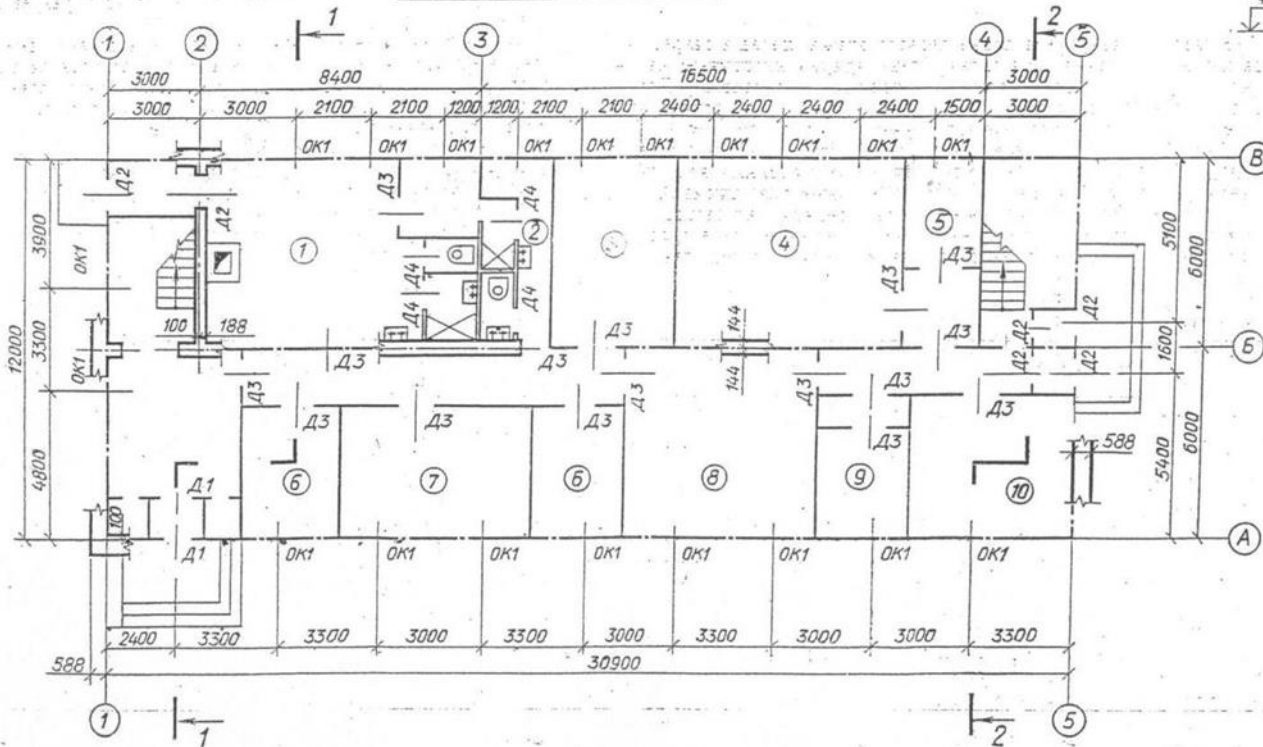 1 2
1 2 3 4 5
3000 8400 16500 3000
3000 3000 2100 2100 1200 1200 2100 2100 2400 2400 2400 2400 1500 3000
ОК1 ОК1 ОК1 ОК1 ОК1 ОК1 ОК1 ОК1 ОК1 ОК1
В
Д2 Д3 Д4
Д2 2 5
3900 ОК1 1 4 Д3 5100 6000
Д4 Д4 Д3
Д4 Д2 Д2
12000 3300 100 188 144 1600
ОК1 Д3 Д3 Д3 144 Д3 Д2 Д2 Б
Д3 Д3 Д3 Д3
Д3 Д3 Д3 Д3 Д3
4800 588 5400 6000
6 7 6 8 9 10
Д1
100
Д1 ОК1 ОК1 ОК1 ОК1 ОК1 ОК1 ОК1 ОК1 А
2400 3300 3300 3000 3300 3000 3300 3000 3000 3300
588 30900
1 5
1 2